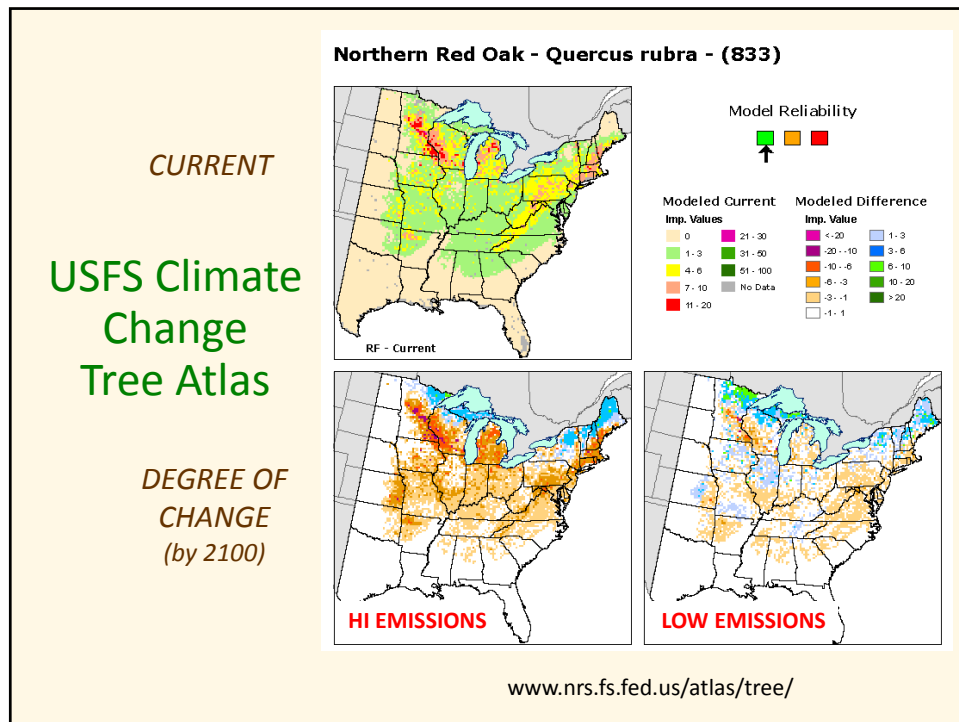 Northern Red Oak - Quercus rubra - (833)
CURRENT
USFS Climate
Change
Tree Atlas
DEGREE OF
CHANGE
(by 2100)
RF - Current
Model Reliability
Modeled Current
Imp. Values
0
1 - 3
4 - 6
7 - 10
11 - 20
21 - 30
31 - 50
51 - 100
No Data
Modeled Difference
Imp. Value
<-20
-20 - -10
-10 - -6
-6 - -3
-3 - -1
-1 - 1
1 - 3
3 - 6
6 - 10
10 - 20
> 20
HI EMISSIONS
LOW EMISSIONS
www.nrs.fs.fed.us/atlas/tree/